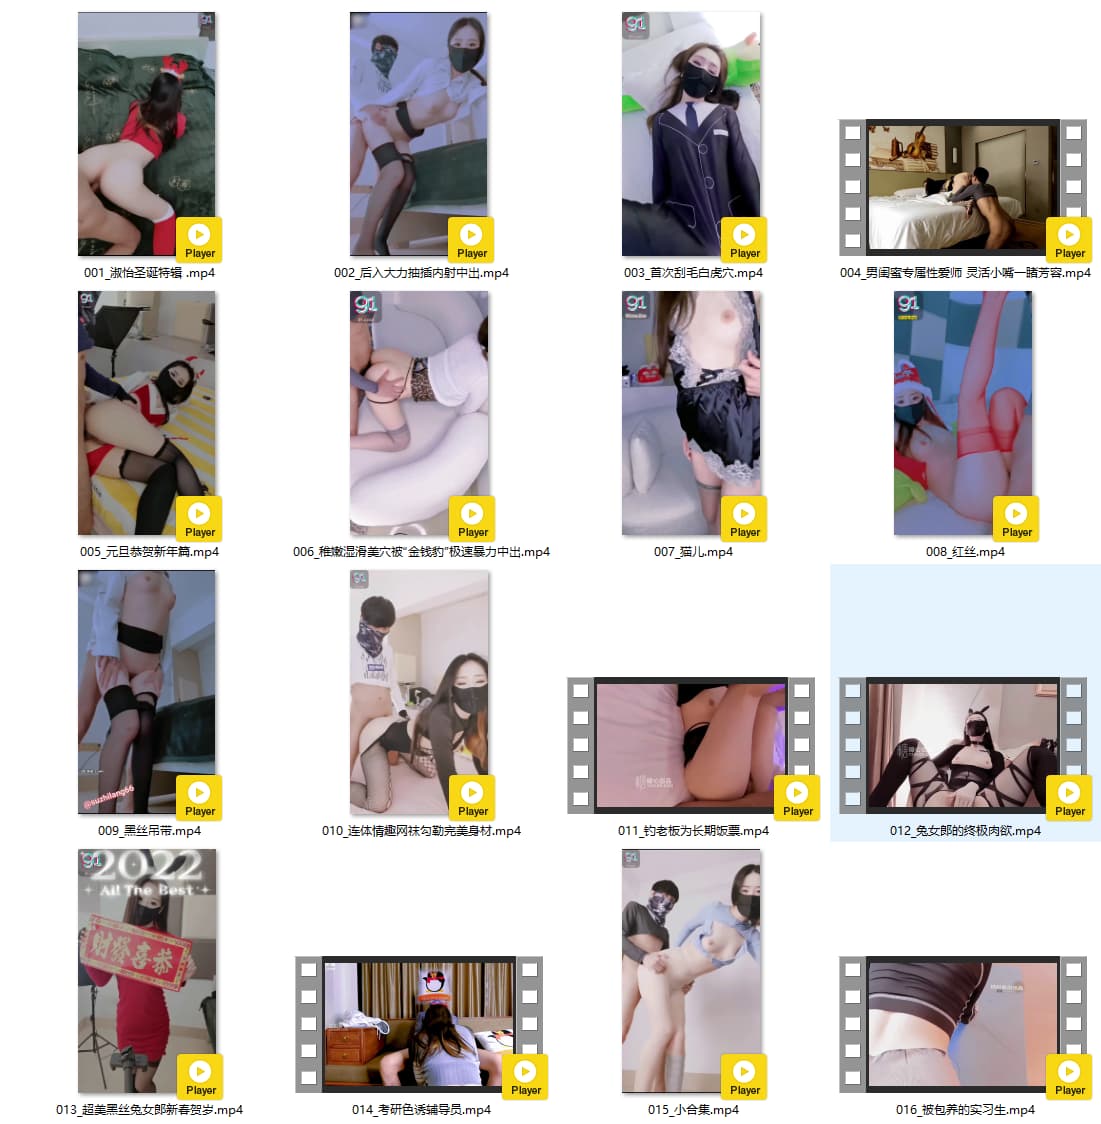 91
91
Player
Player
Player
Player
001_淑怡圣诞特辑 .mp4
002_后入大力抽插内射中出.mp4
003_首次刮毛白虎穴.mp4
004_男闺蜜专属性爱师 灵活小嘴一睹芳容.mp4
91
91
91
91
Player
Player
Player
Player
005_元旦恭贺新年篇.mp4
006_稚嫩湿滑美穴被“金钱豹”极速暴力中出.mp4
007_猫儿.mp4
008_红丝.mp4
91
@suzhilang66
Player
Player
Player
Player
009_黑丝吊带.mp4
010_连体情趣网袜勾勒完美身材.mp4
011_钓老板为长期饭票.mp4
012_兔女郎的终极肉欲.mp4
91
2022
All The Best
财發喜恭
91
Player
Player
Player
Player
013_超美黑丝兔女郎新春贺岁.mp4
014_考研色诱辅导员.mp4
015_小合集.mp4
016_被包养的实习生.mp4